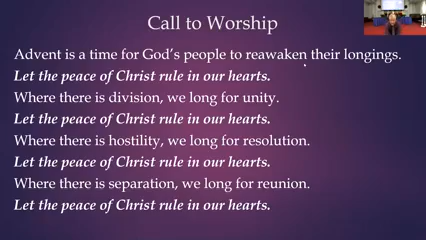 Call to Worship
Advent is a time for God's people to reawaken their longings.
Let the peace of Christ rule in our hearts.
Where there is division, we long for unity.
Let the peace of Christ rule in our hearts.
Where there is hostility, we long for resolution.
Let the peace of Christ rule in our hearts.
Where there is separation, we long for reunion.
Let the peace of Christ rule in our hearts.